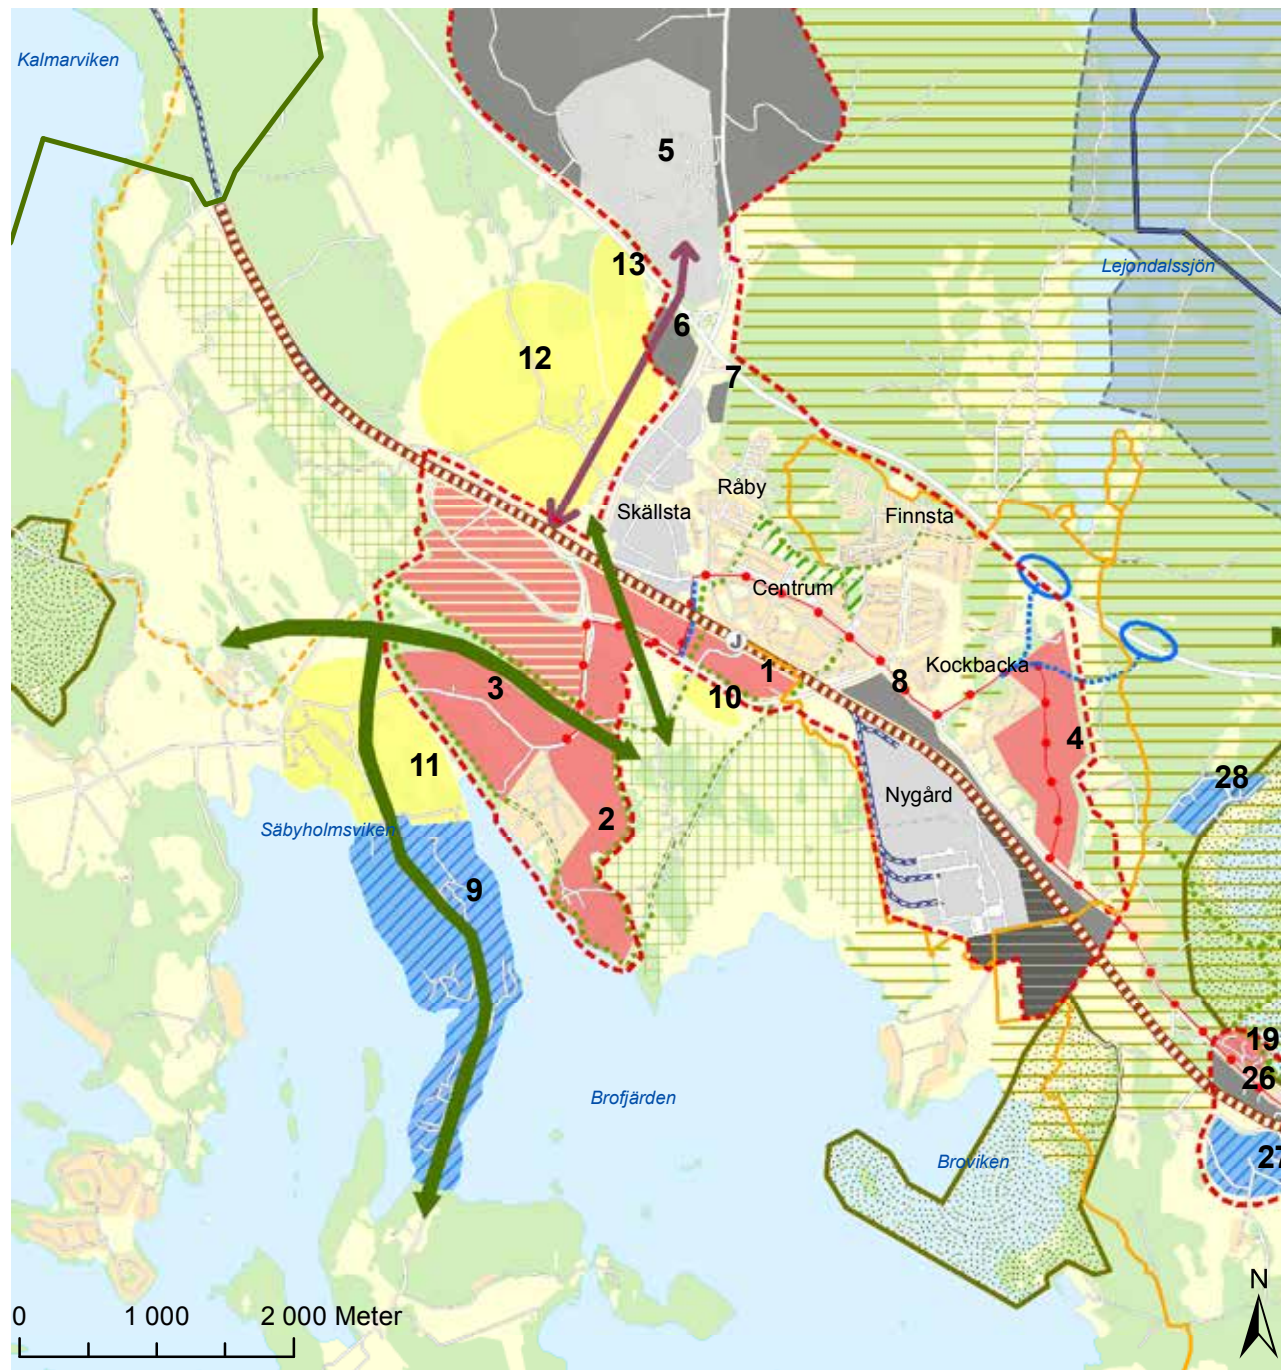 Kalmarviken
5
13
Lejondalssjön
6
12
7
Råby
Skällsta
Finnsta
Centrum
J
Kockbacka
1
8
3
10
4
11
28
Nygård
2
Säbyholmsviken
9
19
26
Brofjärden
Broviken
27
N
0
1 000
2 000 Meter